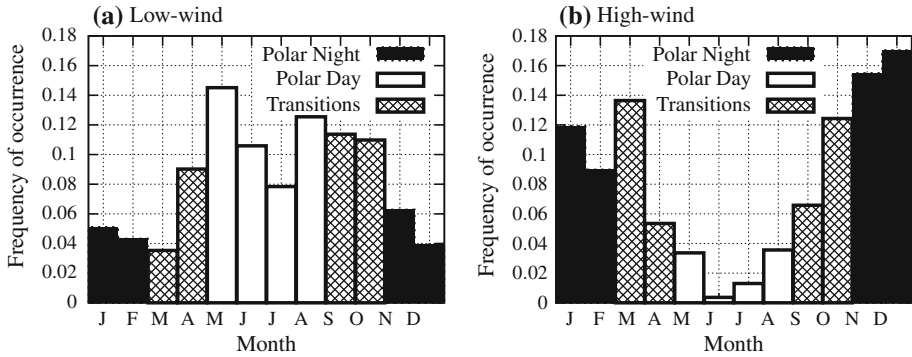 (a) Low-wind
Frequency of occurrence
0.18
0.16
0.14
0.12
0.1
0.08
0.06
0.04
0.02
0
Polar Night
Polar Day
Transitions
J F M A M J J A S O N D
Month
(b) High-wind
Frequency of occurrence
0.18
0.16
0.14
0.12
0.1
0.08
0.06
0.04
0.02
0
Polar Night
Polar Day
Transitions
J F M A M J J A S O N D
Month